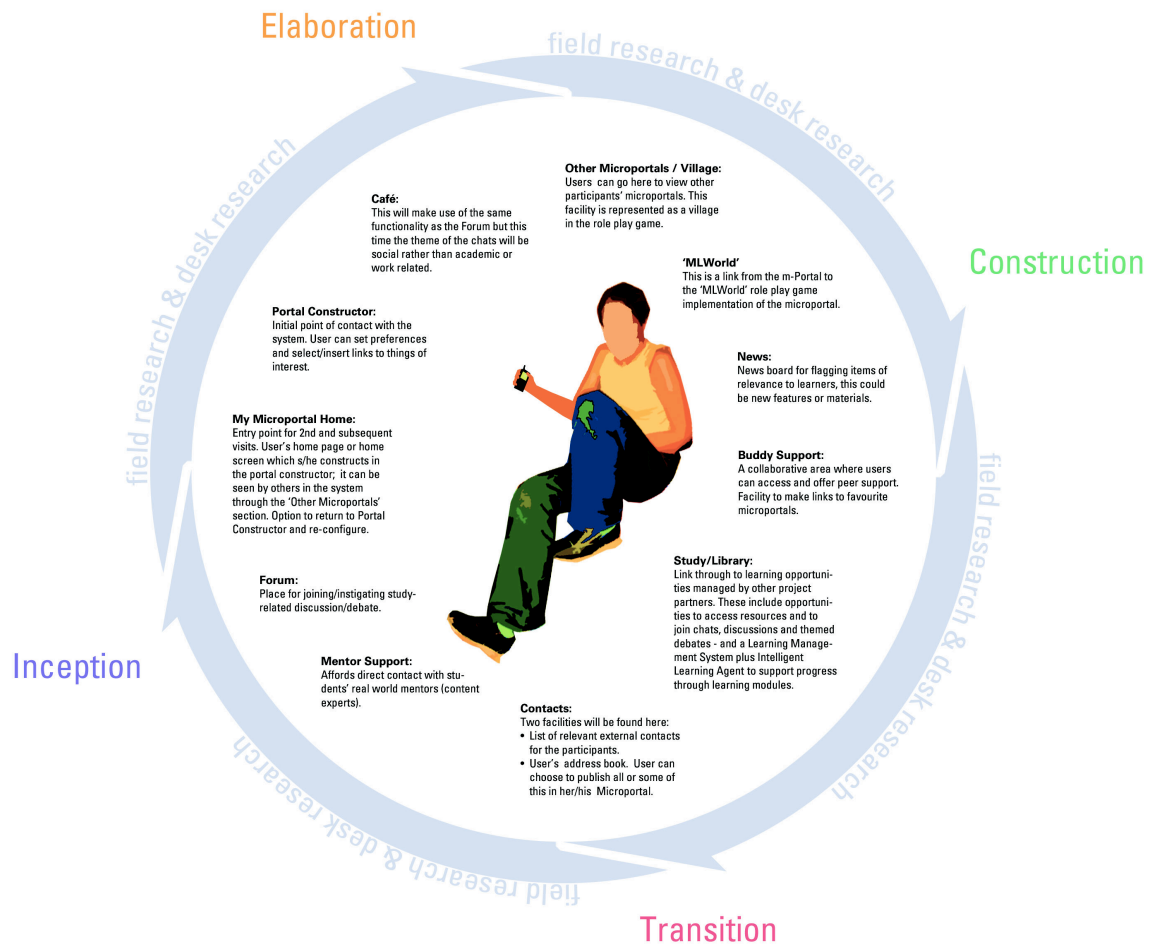 Elaboration
field research & desk research
field research & desk research
Other Microportals / Village:
Users can go here to view other
participants' microportals. This
facility is represented as a village
in the role play game.
Café:
This will make use of the same
functionality as the Forum but this
time the theme of the chats will be
social rather than academic or
work related.
Construction
'MLWorld'
This is a link from the m-Portal to
the 'MLWorld' role play game
implementation of the microportal.
Portal Constructor:
Initial point of contact with the
system. User can set preferences
and select/insert links to things of
interest.
News:
News board for flagging items of
relevance to learners, this could
be new features or materials.
My Microportal Home:
Entry point for 2nd and subsequent
visits. User's home page or home
screen which s/he constructs in
the portal constructor; it can be
seen by others in the system
through the 'Other Microportals'
section. Option to return to Portal
Constructor and re-configure.
Buddy Support:
A collaborative area where users
can access and offer peer support.
Facility to make links to favourite
microportals.
field research & desk research
Study/Library:
Link through to learning opportuni-
ties managed by other project
partners. These include opportuni-
ties to access resources and to
join chats, discussions and themed
debates - and a Learning Manage-
ment System plus Intelligent
Learning Agent to support progress
through learning modules.
Forum:
Place for joining/instigating study-
related discussion/debate.
Inception
Mentor Support:
Affords direct contact with stu-
dents' real world mentors (content
experts).
Contacts:
Two facilities will be found here:
• List of relevant external contacts
for the participants.
• User's address book. User can
choose to publish all or some of
this in her/his Microportal.
field research & desk research
Transition